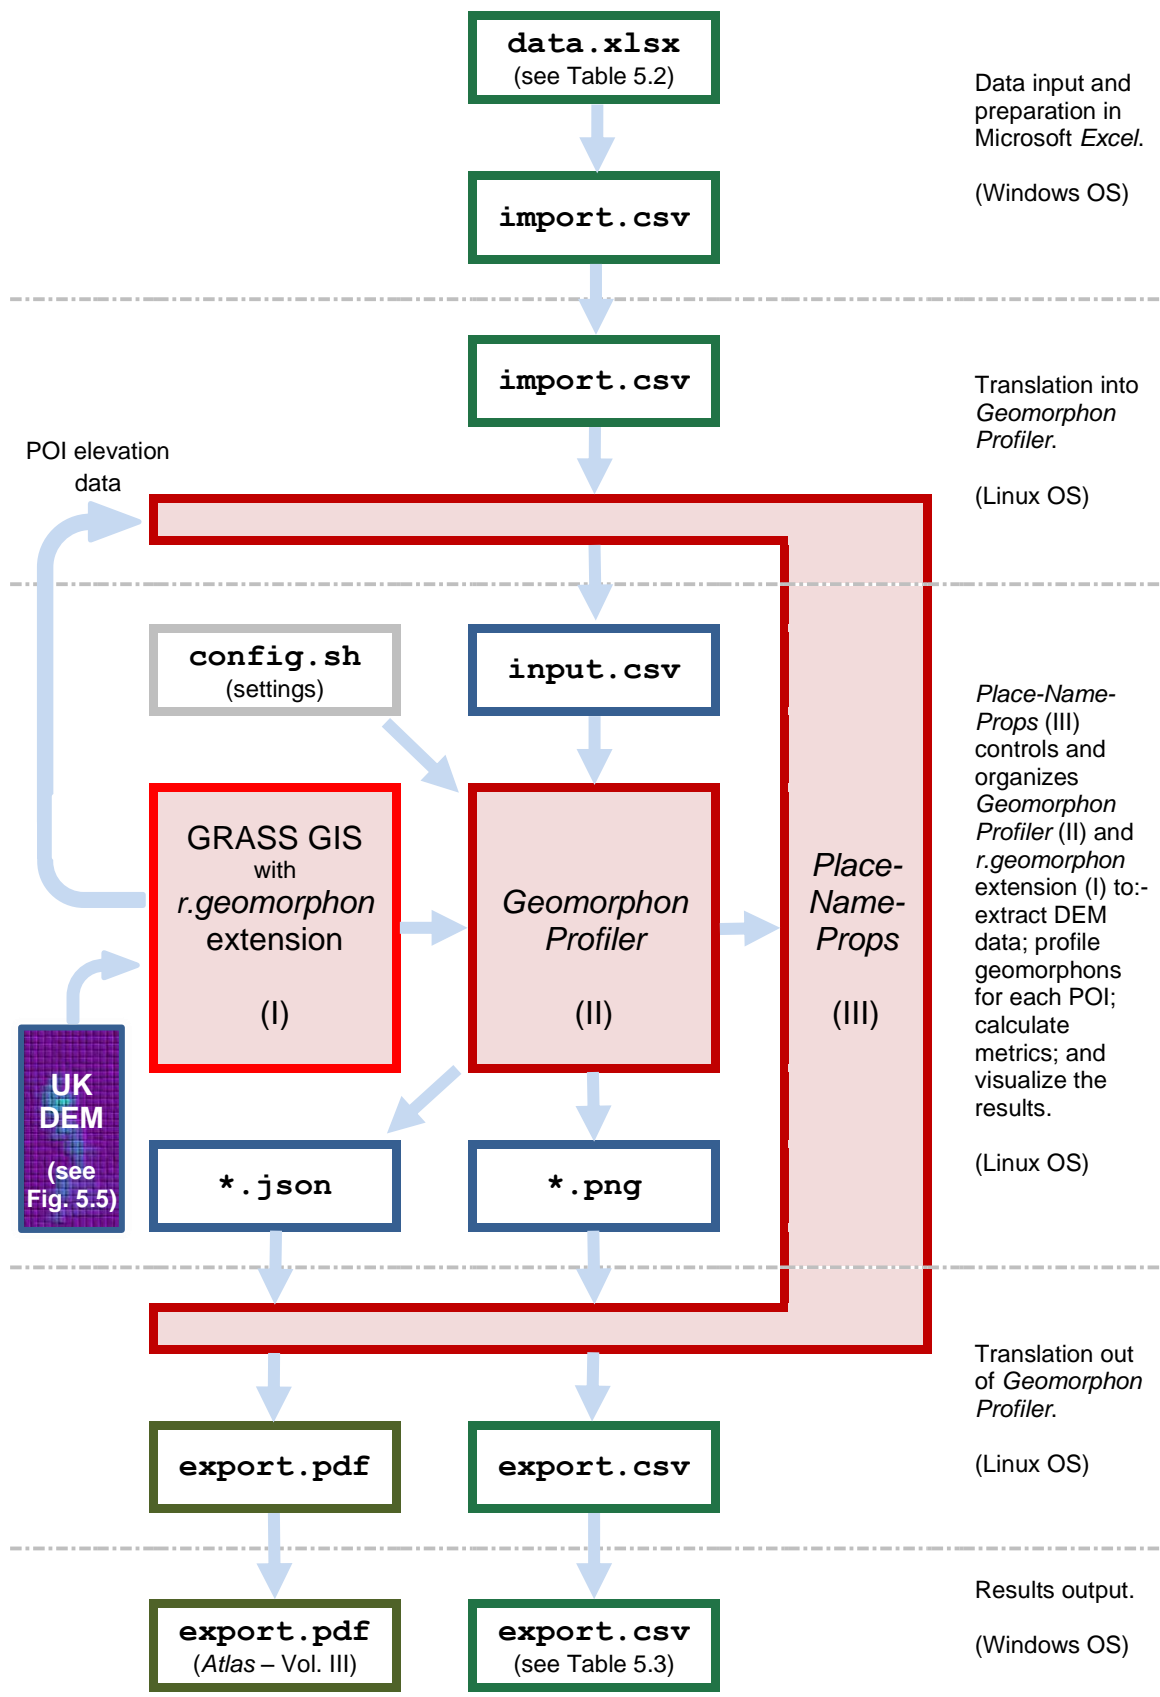 data.xlsx
(see Table 5.2)
Data input and
preparation in
Microsoft Excel.
(Windows OS)
import.csv
import.csv
Translation into
Geomorphon
Profiler.
(Linux OS)
POI elevation
data
config.sh
(settings)
input.csv
GRASS GIS
with
r.geomorphon
extension
(I)
Geomorphon
Profiler
(II)
Place-
Name-
Props
(III)
Place-Name-
Props (III)
controls and
organizes
Geomorphon
Profiler (II) and
r.geomorphon
extension (I) to:-
extract DEM
data; profile
geomorphons
for each POI;
calculate
metrics; and
visualize the
results.
(Linux OS)
UK
DEM
(see
Fig. 5.5)
*.json
*.png
Translation out
of Geomorphon
Profiler.
(Linux OS)
export.pdf
export.csv
Results output.
(Windows OS)
export.pdf
(Atlas – Vol. III)
export.csv
(see Table 5.3)